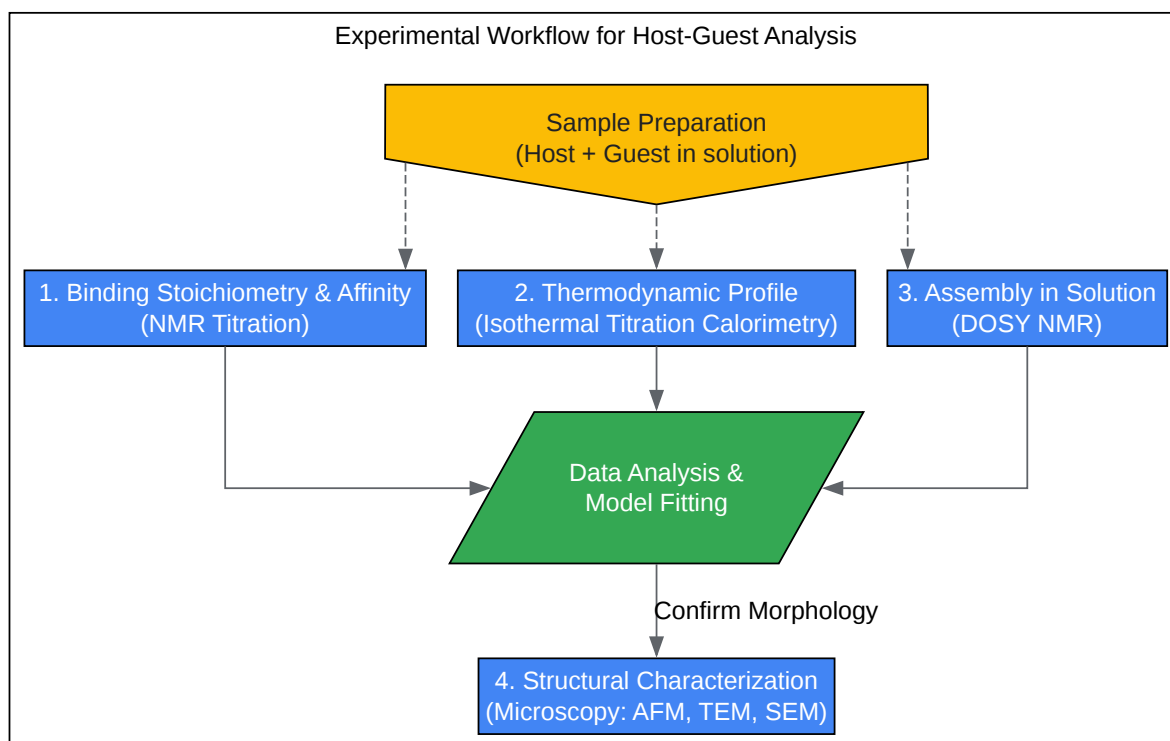 Experimental Workflow for Host-Guest Analysis
Sample Preparation
(Host + Guest in solution)
1. Binding Stoichiometry & Affinity
(NMR Titration)
2. Thermodynamic Profile
(Isothermal Titration Calorimetry)
3. Assembly in Solution
(DOSY NMR)
Data Analysis &
Model Fitting
Confirm Morphology
4. Structural Characterization
(Microscopy: AFM, TEM, SEM)